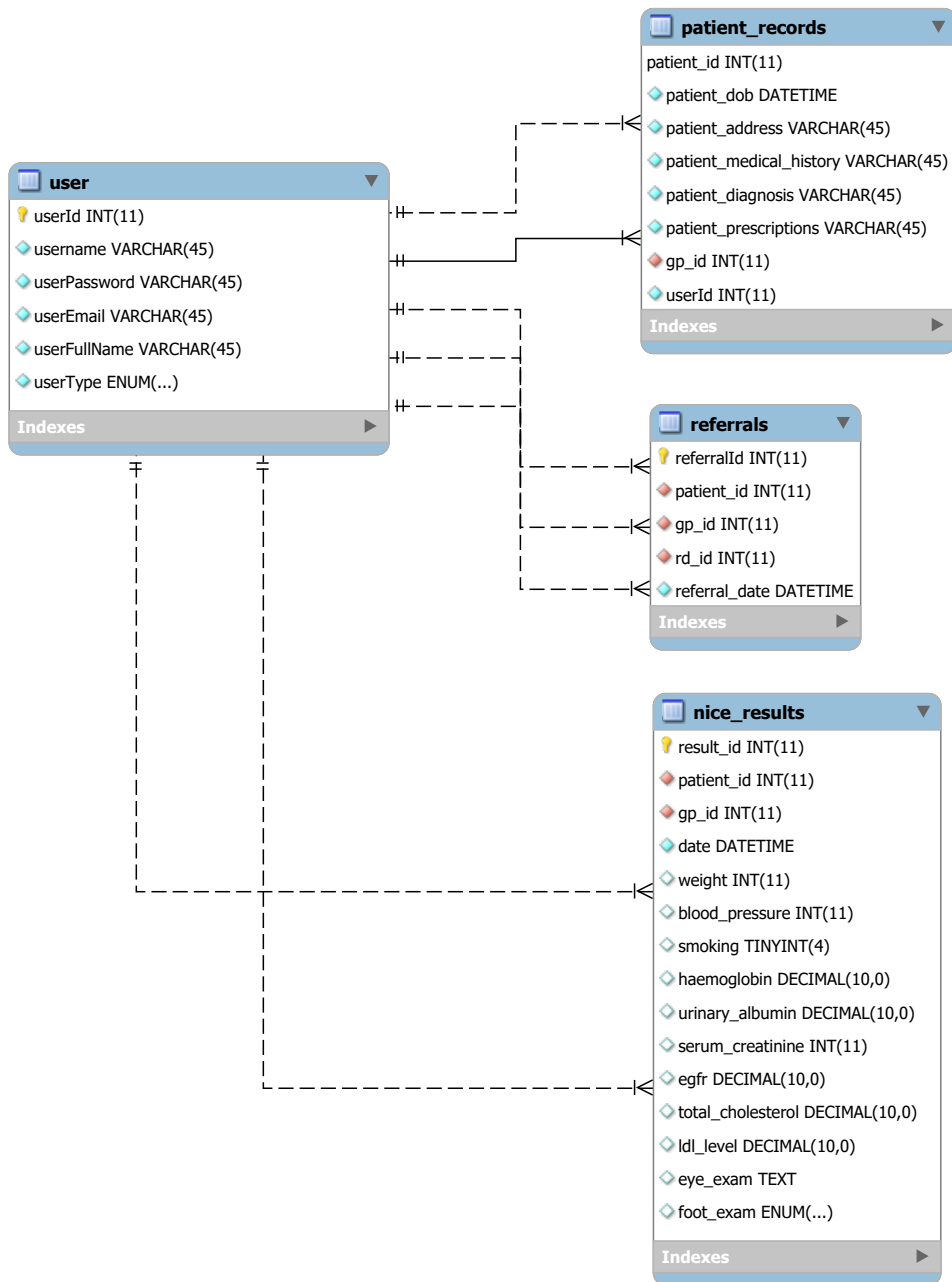 patient_records
patient_id INT(11)
patient_dob DATETIME
patient_address VARCHAR(45)
patient_medical_history VARCHAR(45)
patient_diagnosis VARCHAR(45)
patient_prescriptions VARCHAR(45)
gp_id INT(11)
userId INT(11)
Indexes
user
userId INT(11)
username VARCHAR(45)
userPassword VARCHAR(45)
userEmail VARCHAR(45)
userFullName VARCHAR(45)
userType ENUM(...)
Indexes
referrals
referralId INT(11)
patient_id INT(11)
gp_id INT(11)
rd_id INT(11)
referral_date DATETIME
Indexes
nice_results
result_id INT(11)
patient_id INT(11)
gp_id INT(11)
date DATETIME
weight INT(11)
blood_pressure INT(11)
smoking TINYINT(4)
haemoglobin DECIMAL(10,0)
urinary_albumin DECIMAL(10,0)
serum_creatinine INT(11)
egfr DECIMAL(10,0)
total_cholesterol DECIMAL(10,0)
ldl_level DECIMAL(10,0)
eye_exam TEXT
foot_exam ENUM(...)
Indexes